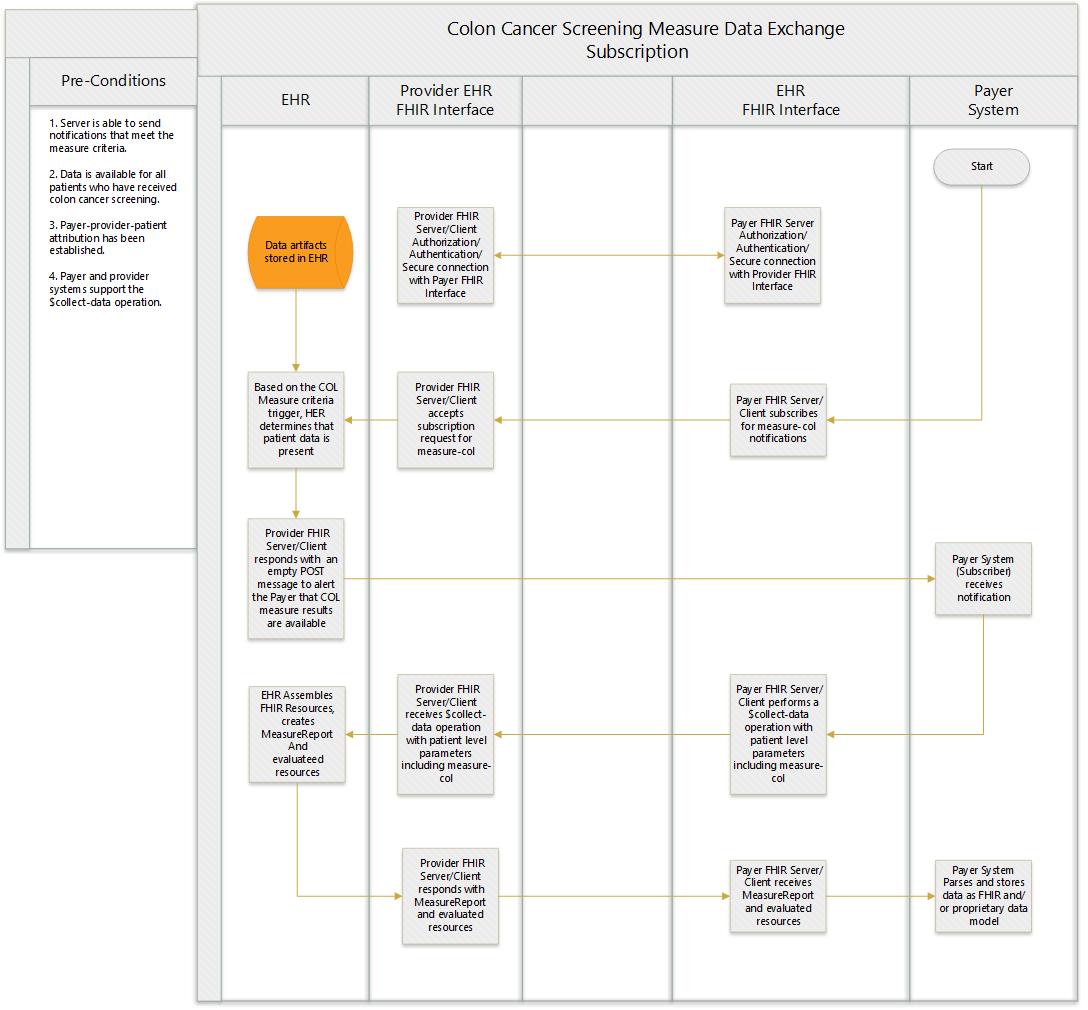 Colon Cancer Screening Measure Data Exchange
Subscription
Pre-Conditions
1. Server is able to send
notifications that meet the
measure criteria.
2. Data is available for all
patients who have received
colon cancer screening.
3. Payer-provider-patient
attribution has been
established.
4. Payer and provider
systems support the
$collect-data operation.
EHR
Provider EHR
FHIR Interface
EHR
FHIR Interface
Payer
System
Start
Data artifacts
stored in EHR
Provider FHIR
Server/Client
Authorization/
Authentication/
Secure connection
with Payer FHIR
Interface
Payer FHIR Server
Authorization/
Authentication/
Secure connection
with Provider FHIR
Interface
Based on the COL
Measure criteria
trigger, HER
determines that
patient data is
present
Provider FHIR
Server/Client
accepts
subscription
request for
measure-col
Payer FHIR Server/
Client subscribes
for measure-col
notifications
Provider FHIR
Server/Client
responds with an
empty POST
message to alert
the Payer that COL
measure results
are available
Payer System
(Subscriber)
receives
notification
EHR Assembles
FHIR Resources,
creates
MeasureReport
And
evaluateed
resources
Provider FHIR
Server/Client
receives $collect-
data operation
with patient level
parameters
including measure-
col
Payer FHIR Server/
Client performs a
$collect-data
operation with
patient level
parameters
including measure-
col
Provider FHIR
Server/Client
responds with
MeasureReport
and evaluated
resources
Payer FHIR Server/
Client receives
MeasureReport
and evaluated
resources
Payer System
Parses and stores
data as FHIR and/
or proprietary data
model